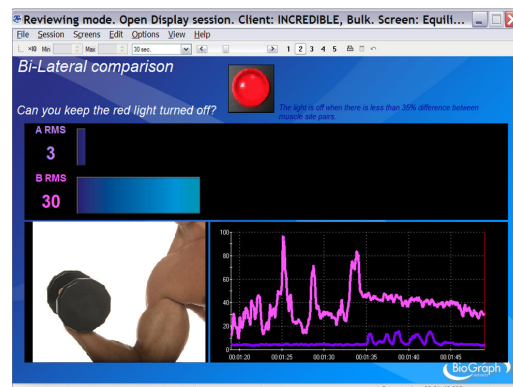 Reviewing mode. Open Display session. Client: INCREDIBLE, Bulk. Screen: Equili...
File Session Screens Edit Options View Help
×10 Min Max 30 sec. 1 2 3 4 5
Bi-Lateral comparison
Can you keep the red light turned off?
The light is off when there is less than 35% difference between
muscle site pairs.
A RMS
3
B RMS
30
100
80
60
40
20
0
00:01:20 00:01:25 00:01:30 00:01:35 00:01:40 00:01:45
BioGraph